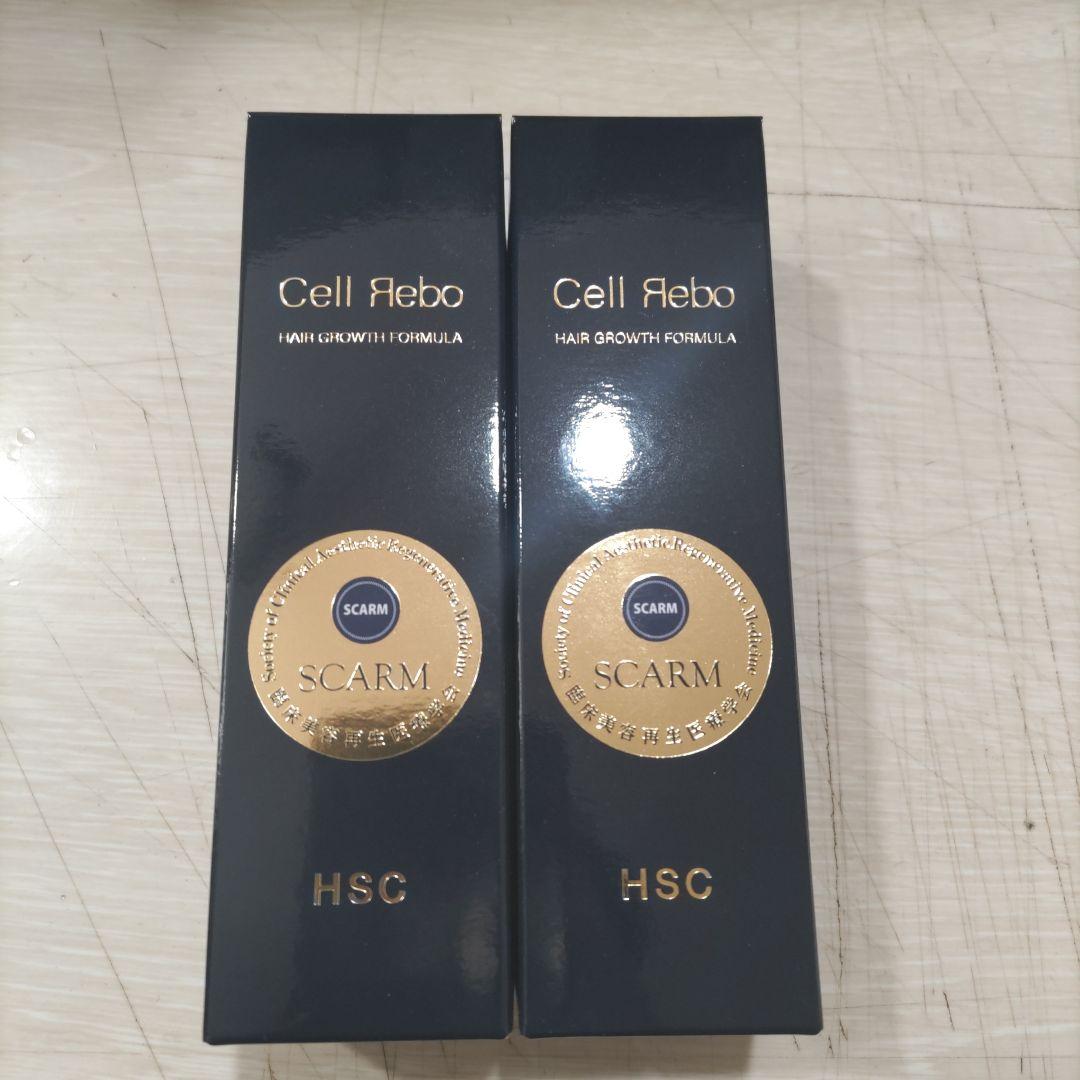 Cell Яebo
HAIR GROWTH FORMULA
Society of Clinical Aesthetic Regenerative Medicine
SCARM
SCARM
臨床美容再生医療学会
HSC
Cell Яebo
HAIR GROWTH FORMULA
Society of Clinical Aesthetic Regenerative Medicine
SCARM
SCARM
臨床美容再生医療学会
HSC